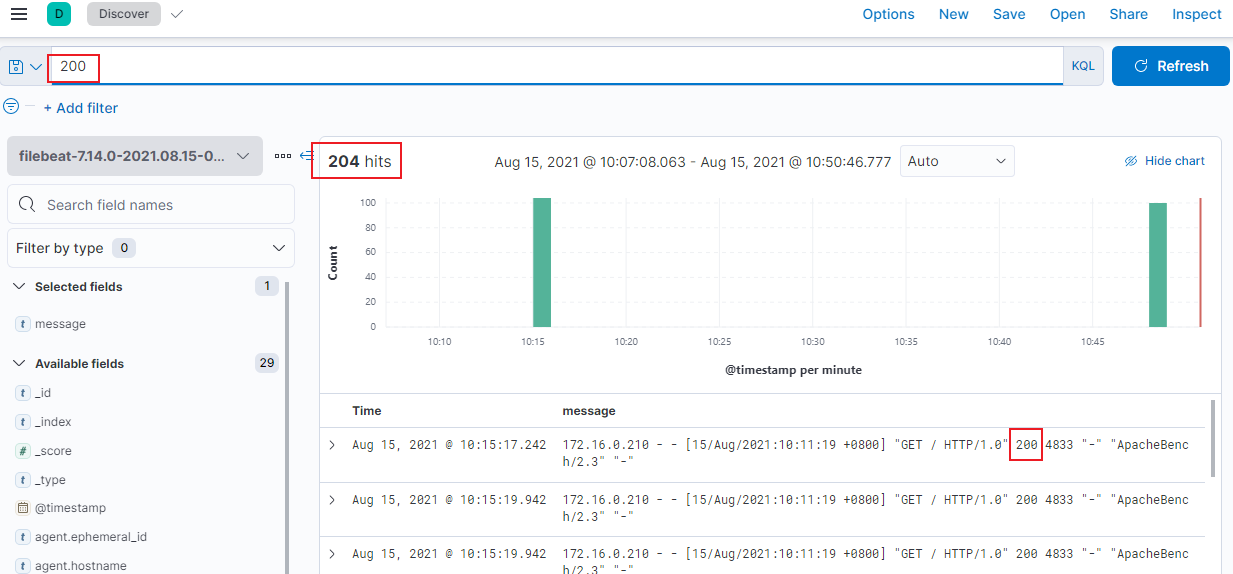 D Discover Options New Save Open Share Inspect
200 KQL Refresh
+ Add filter
filebeat-7.14.0-2021.08.15-0...
Search field names
Filter by type 0
Selected fields 1
t message
Available fields 29
t _id
t _index
# _score
t _type
@timestamp
t agent.ephemeral_id
t agent.hostname
204 hits Aug 15, 2021 @ 10:07:08.063 - Aug 15, 2021 @ 10:50:46.777 Auto Hide chart
Count
100
80
60
40
20
0
10:10 10:15 10:20 10:25 10:30 10:35 10:40 10:45
@timestamp per minute
Time message
Aug 15, 2021 @ 10:15:17.242 172.16.0.210 - - [15/Aug/2021:10:11:19 +0800] "GET / HTTP/1.0" 200 4833 "-" "ApacheBenc
h/2.3" "-"
Aug 15, 2021 @ 10:15:19.942 172.16.0.210 - - [15/Aug/2021:10:11:19 +0800] "GET / HTTP/1.0" 200 4833 "-" "ApacheBenc
h/2.3" "-"
Aug 15, 2021 @ 10:15:19.942 172.16.0.210 - - [15/Aug/2021:10:11:19 +0800] "GET / HTTP/1.0" 200 4833 "-" "ApacheBenc
h/2.3" "-"